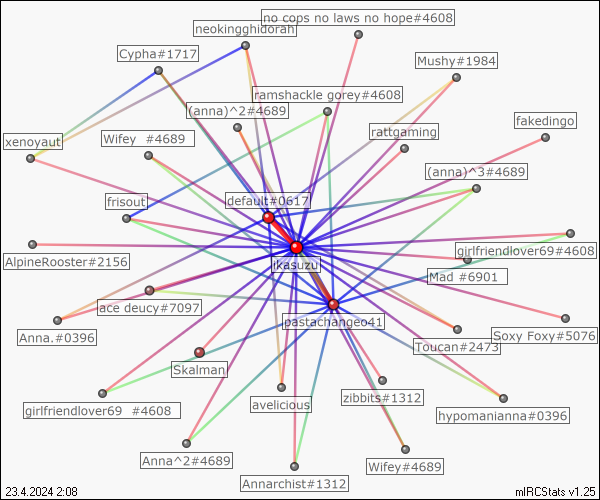 no cops no laws no hope#4608
neokingghidorah
Cypha#1717
Mushy#1984
ramshackle gorey#4608
(anna)^2#4689
fakedingo
rattgaming
xenoyaut
Wifey #4689
(anna)^3#4689
frisout
default#0617
girlfriendlover69#4608
AlpineRooster#2156
ikasuzu
Mad #6901
ace deucy#7097
pastachangeo41
Anna.#0396
Toucan#2473
Soxy Foxy#5076
Skalman
zibbits#1312
avelicious
girlfriendlover69 #4608
hypomanianna#0396
Anna^2#4689
Wifey#4689
Annarchist#1312
23.4.2024 2:08
mIRCStats v1.25